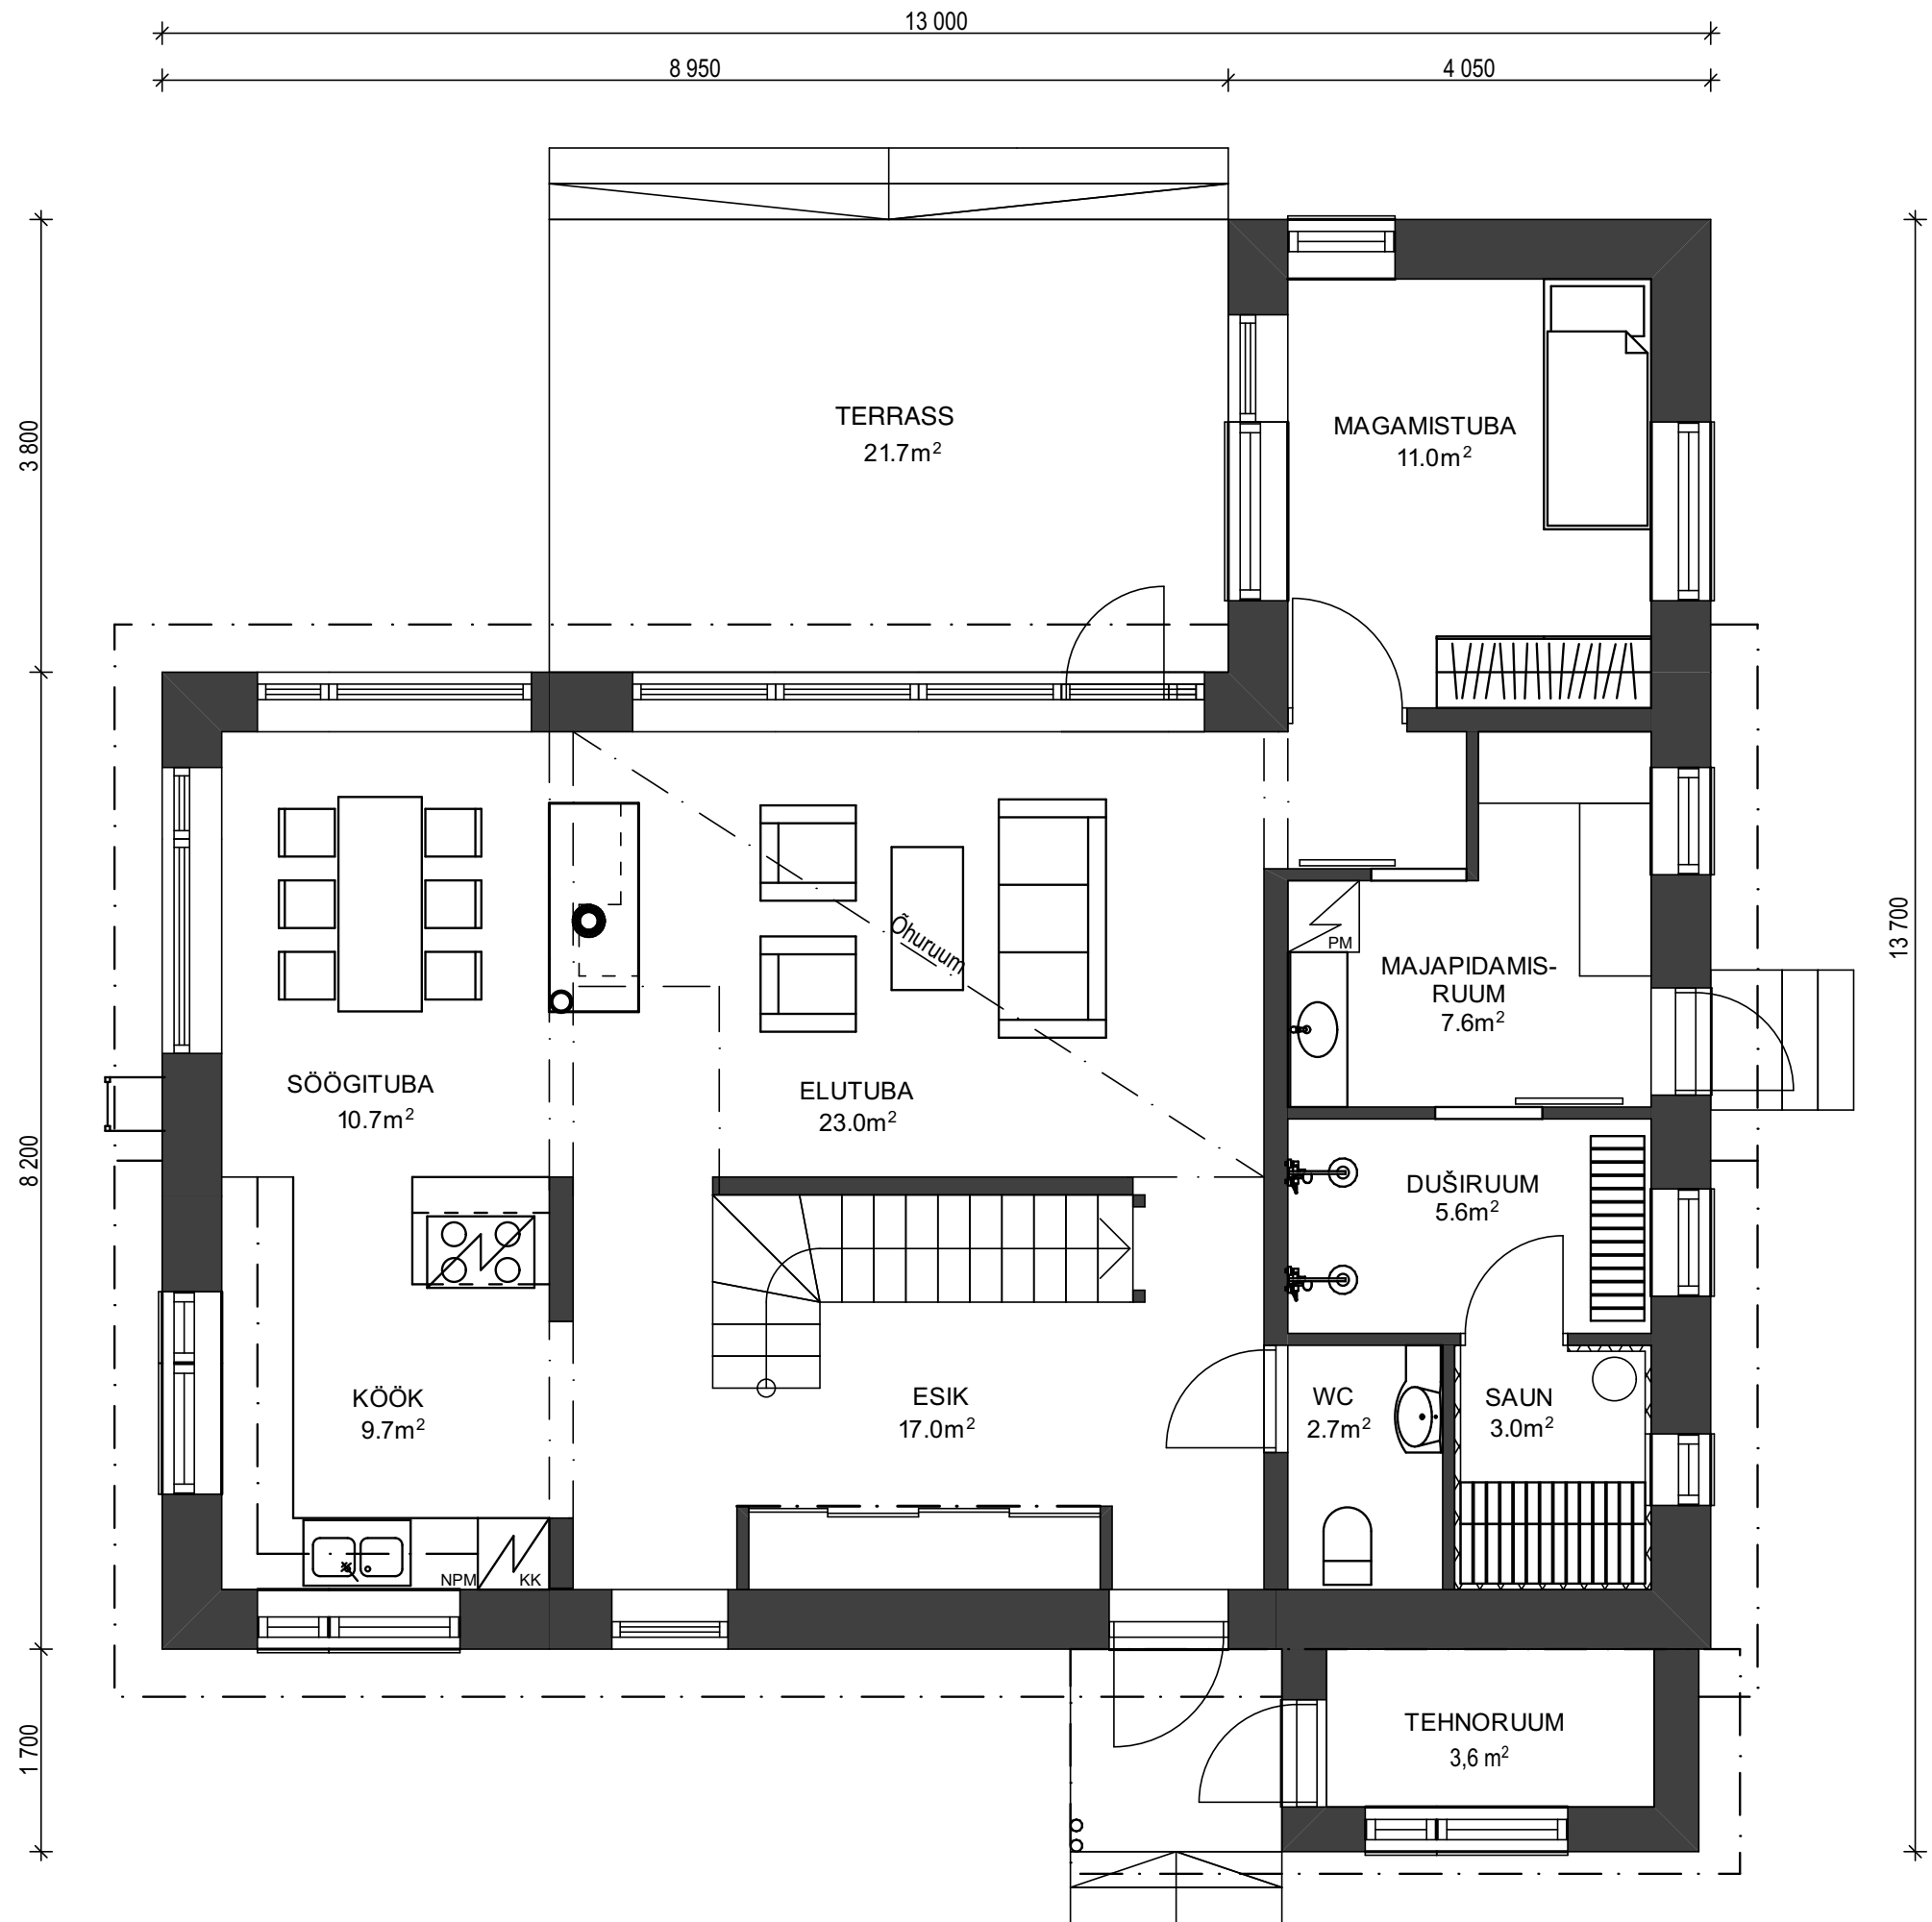 13 000
8 950
4 050
3 800
8 200
1 700
13 700
TERRASS
21.7m²
MAGAMISTUBA
11.0m²
Õhuruum
PM
MAJAPIDAMIS-
RUUM
7.6m²
SÖÖGITUBA
10.7m²
ELUTUBA
23.0m²
DUŠIRUUM
5.6m²
KÖÖK
9.7m²
ESIK
17.0m²
WC
2.7m²
SAUN
3.0m²
NPM
KK
TEHNORUUM
3,6 m²